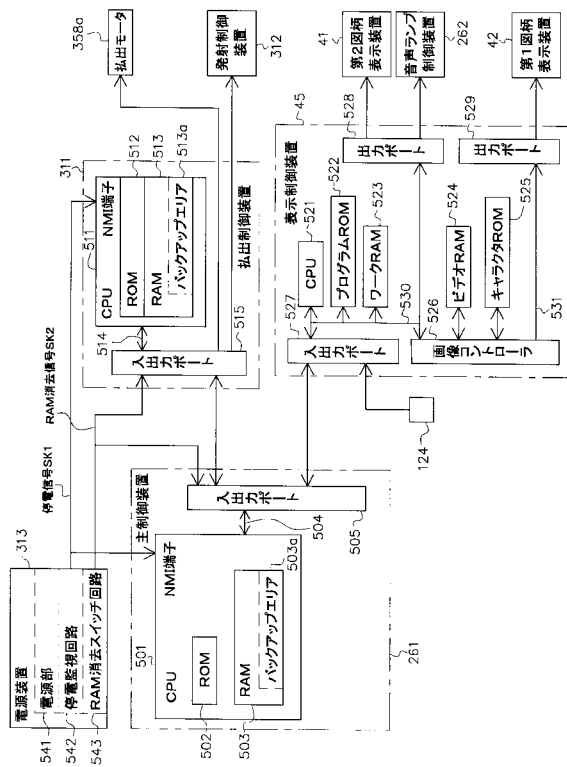 電源装置
313
電源部
541
停電監視回路
542
RAM消去スイッチ回路
543
停電信号SK1
RAM消去信号SK2
主制御装置
261
501
CPU
NMI端子
ROM
502
RAM
503
バックアップエリア
503a
504
入出力ポート
505
311
511
CPU
NMI端子
ROM
512
RAM
513
バックアップエリア
513a
514
入出力ポート
515
払出制御装置
払出モータ
358a
発射制御装置
312
表示制御装置
45
CPU
521
プログラムROM
522
ワークRAM
523
ビデオRAM
524
キャラクタROM
525
画像コントローラ
526
入出力ポート
527
出力ポート
528
出力ポート
529
530
531
124
第2図柄
表示装置
41
音声ランプ
制御装置
262
第1図柄
表示装置
42